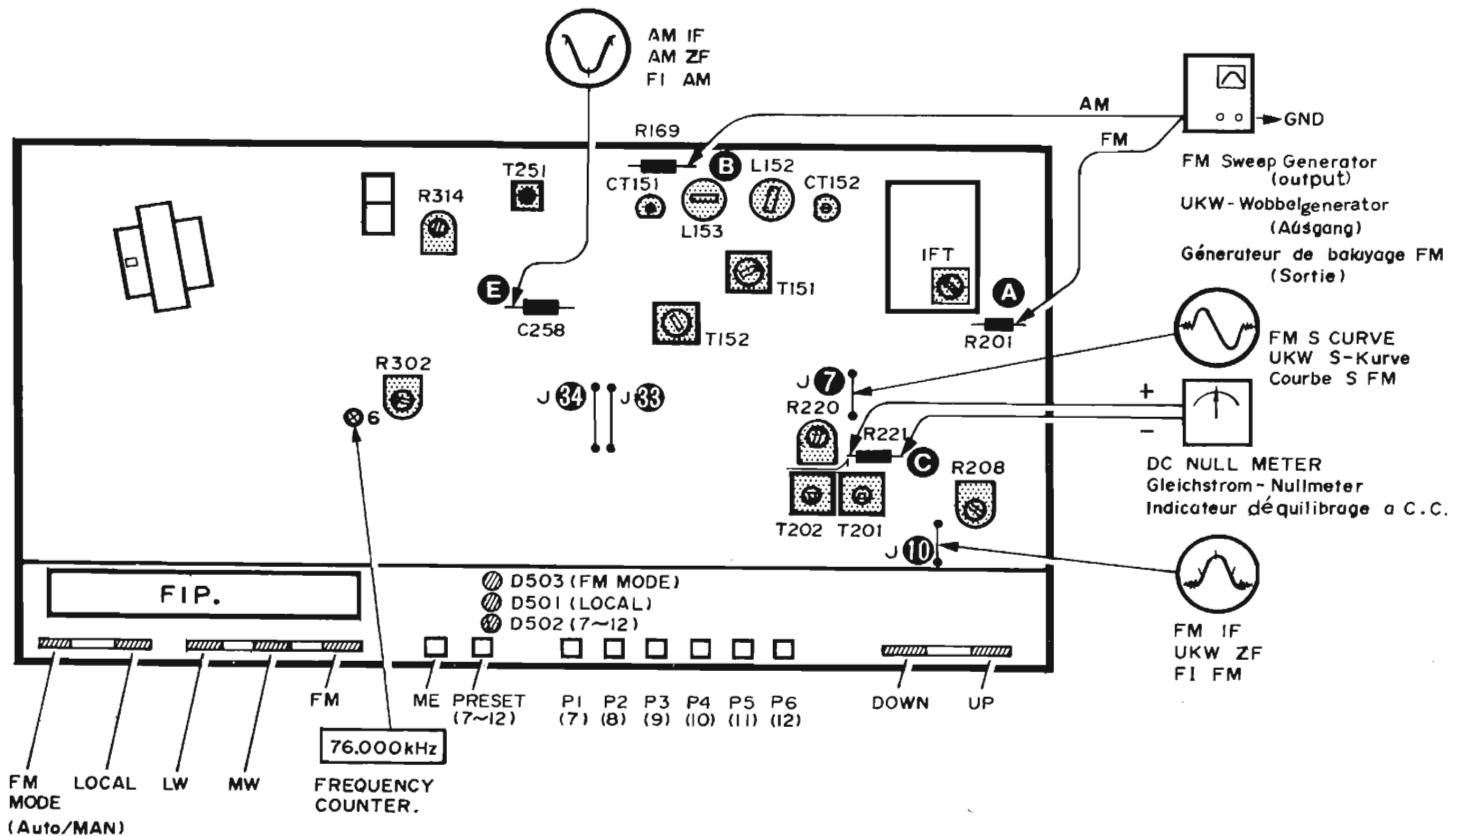 AM IF
AM ZF
FI AM
AM
FM
GND
FM Sweep Generator
(output)
UKW-Wobbelgenerator
(Aúsgang)
Générateur de balayage FM
(Sortie)
R169
B
L152
T251
CT151
CT152
R314
L153
IFT
E
A
T151
C258
R201
T152
FM S CURVE
UKW S-Kurve
Courbe S FM
R302
J 7
J 34
J 33
+
-
R220
6
R221
C
R208
DC NULL METER
Gleichstrom-Nullmeter
Indicateur déquilibrage a C.C.
T202
T201
J 10
FIP.
D503 (FM MODE)
D501 (LOCAL)
D502 (7~12)
FM IF
UKW ZF
FI FM
FM
ME
PRESET
(7~12)
P1
(7)
P2
(8)
P3
(9)
P4
(10)
P5
(11)
P6
(12)
DOWN
UP
76.000kHz
FM
MODE
(Auto/MAN)
LOCAL
LW
MW
FREQUENCY
COUNTER.